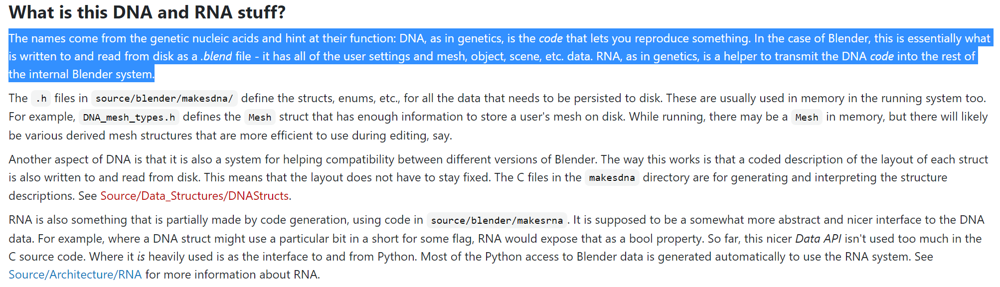 What is this DNA and RNA stuff?
The names come from the genetic nucleic acids and hint at their function: DNA, as in genetics, is the code that lets you reproduce something. In the case of Blender, this is essentially what
is written to and read from disk as a .blend file - it has all of the user settings and mesh, object, scene, etc. data. RNA, as in genetics, is a helper to transmit the DNA code into the rest of
the internal Blender system.
The .h files in source/blender/makesdna/ define the structs, enums, etc., for all the data that needs to be persisted to disk. These are usually used in memory in the running system too.
For example, DNA_mesh_types.h defines the Mesh struct that has enough information to store a user's mesh on disk. While running, there may be a Mesh in memory, but there will likely
be various derived mesh structures that are more efficient to use during editing, say.
Another aspect of DNA is that it is also a system for helping compatibility between different versions of Blender. The way this works is that a coded description of the layout of each struct
is also written to and read from disk. This means that the layout does not have to stay fixed. The C files in the makesdna directory are for generating and interpreting the structure
descriptions. See Source/Data_Structures/DNAStructs.
RNA is also something that is partially made by code generation, using code in source/blender/makesrna. It is supposed to be a somewhat more abstract and nicer interface to the DNA
data. For example, where a DNA struct might use a particular bit in a short for some flag, RNA would expose that as a bool property. So far, this nicer Data API isn't used too much in the
C source code. Where it is heavily used is as the interface to and from Python. Most of the Python access to Blender data is generated automatically to use the RNA system. See
Source/Architecture/RNA for more information about RNA.